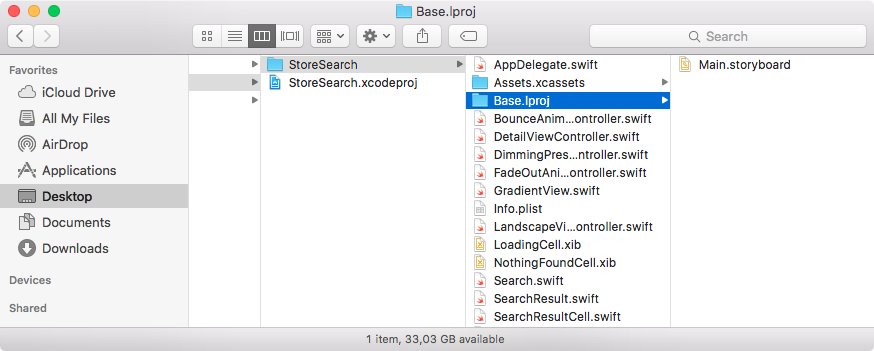 Base.lproj
Search
Favorites
iCloud Drive
All My Files
AirDrop
Applications
Desktop
Documents
Downloads
Devices
Shared
StoreSearch
StoreSearch.xcodeproj
AppDelegate.swift
Assets.xcassets
Base.lproj
BounceAnim...ontroller.swift
DetailViewController.swift
DimmingPres...ntroller.swift
FadeOutAni...ontroller.swift
GradientView.swift
Info.plist
LandscapeVi...ontroller.swift
LoadingCell.xib
NothingFoundCell.xib
Search.swift
SearchResult.swift
SearchResultCell.swift
Main.storyboard
1 item, 33,03 GB available